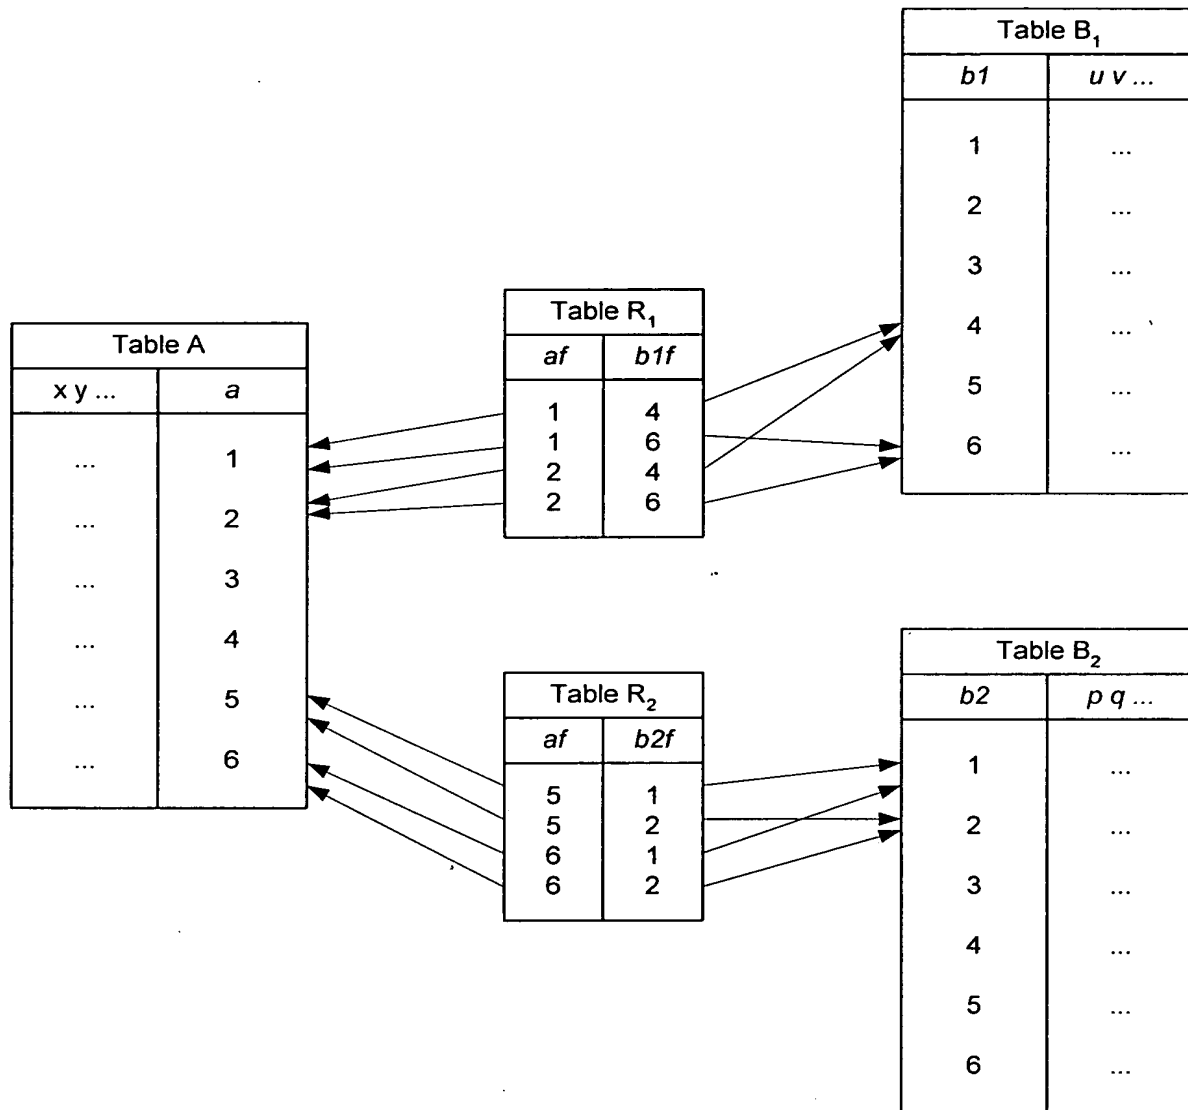 Table B1
b1 u v ...
1 ...
2 ...
3 ...
4 ...
5 ...
6 ...
Table R1
af b1f
1 4
1 6
2 4
2 6
Table A
x y ... a
... 1
... 2
... 3
... 4
... 5
... 6
Table R2
af b2f
5 1
5 2
6 1
6 2
Table B2
b2 p q ...
1 ...
2 ...
3 ...
4 ...
5 ...
6 ...